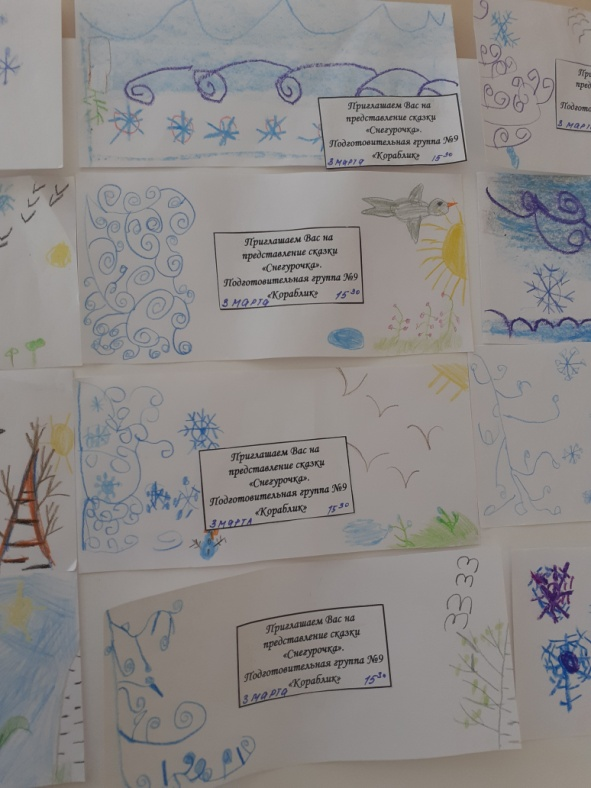 Приглашаем Вас на
представление сказки
«Снегурочка».
Подготовительная группа №9
«Кораблик»
3 МАРТА 15³⁰
Приглашаем Вас на
представление сказки
«Снегурочка».
Подготовительная группа №9
«Кораблик»
3 МАРТА 15³⁰
Приглашаем Вас на
представление сказки
«Снегурочка».
Подготовительная группа №9
«Кораблик»
3 МАРТА 15³⁰
Приглашаем Вас на
представление сказки
«Снегурочка».
Подготовительная группа №9
«Кораблик»
3 МАРТА 15³⁰